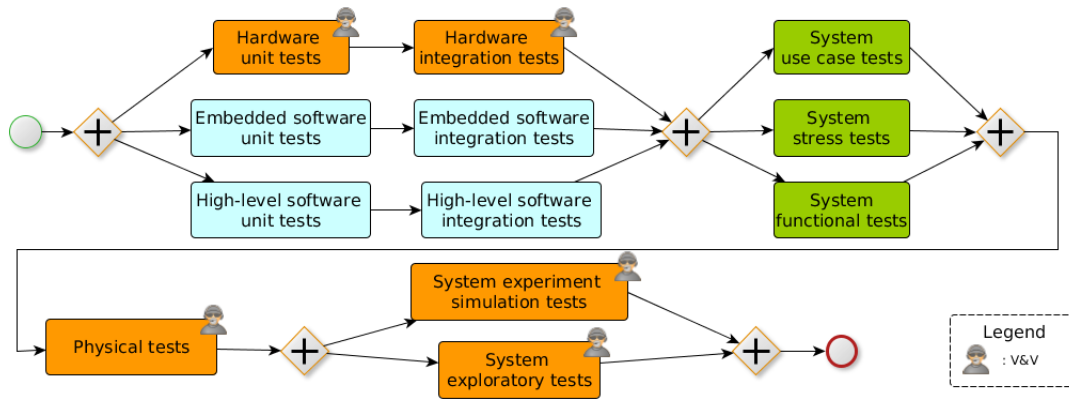 Hardware
unit tests
Hardware
integration tests
System
use case tests
Embedded software
unit tests
Embedded software
integration tests
System
stress tests
High-level software
unit tests
High-level software
integration tests
System
functional tests
System experiment
simulation tests
Physical tests
System
exploratory tests
Legend
: V&V